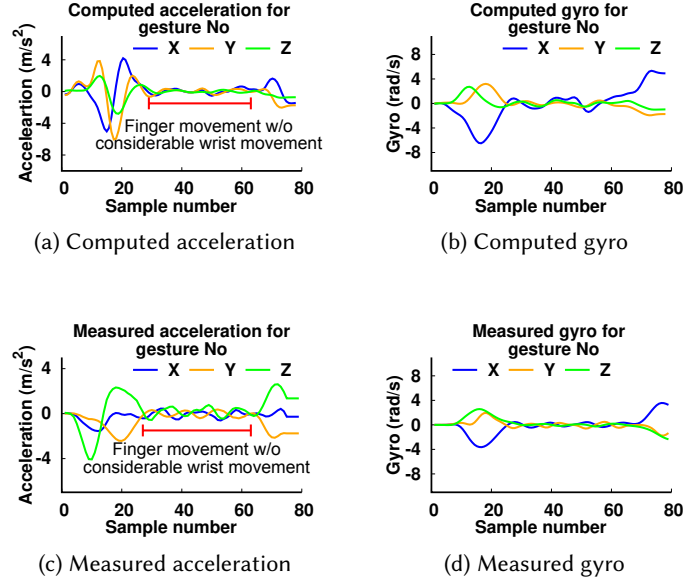 Computed acceleration for
gesture No
X Y Z
Acceleartion (m/s²)
4
0
-4
-8
Finger movement w/o
considerable wrist movement
0 20 40 60 80
Sample number
(a) Computed acceleration
Computed gyro for
gesture No
X Y Z
Gyro (rad/s)
8
4
0
-4
-8
0 20 40 60 80
Sample number
(b) Computed gyro
Measured acceleration for
gesture No
X Y Z
Acceleration (m/s²)
4
0
-4
Finger movement w/o
considerable wrist movement
0 20 40 60 80
Sample number
(c) Measured acceleration
Measured gyro for
gesture No
X Y Z
Gyro (rad/s)
8
4
0
-4
-8
0 20 40 60 80
Sample number
(d) Measured gyro